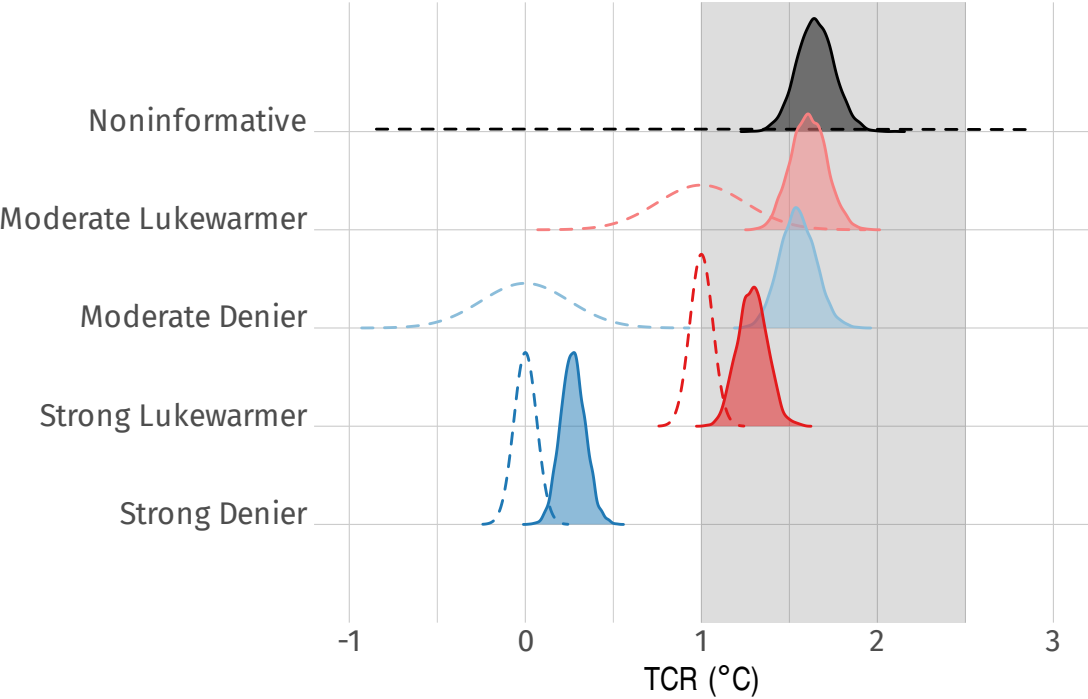 Noninformative
Moderate Lukewarmer
Moderate Denier
Strong Lukewarmer
Strong Denier
-1 0 1 2 3
TCR (°C)